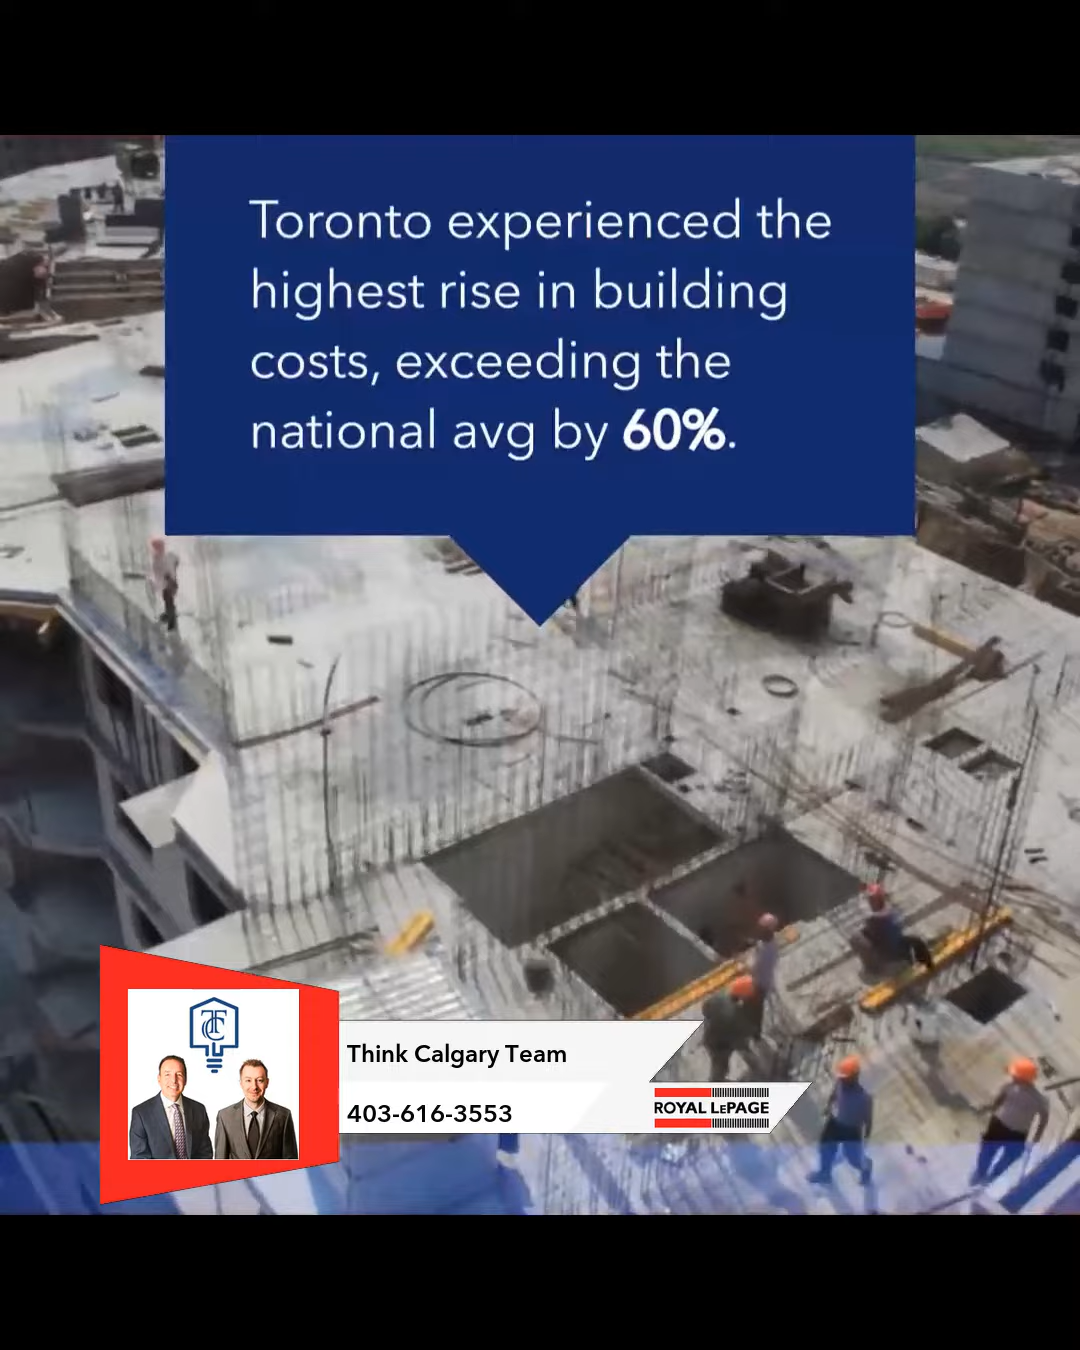 Toronto experienced the
highest rise in building
costs, exceeding the
national avg by 60%.
TCT
Think Calgary Team
403-616-3553
ROYAL LEPAGE